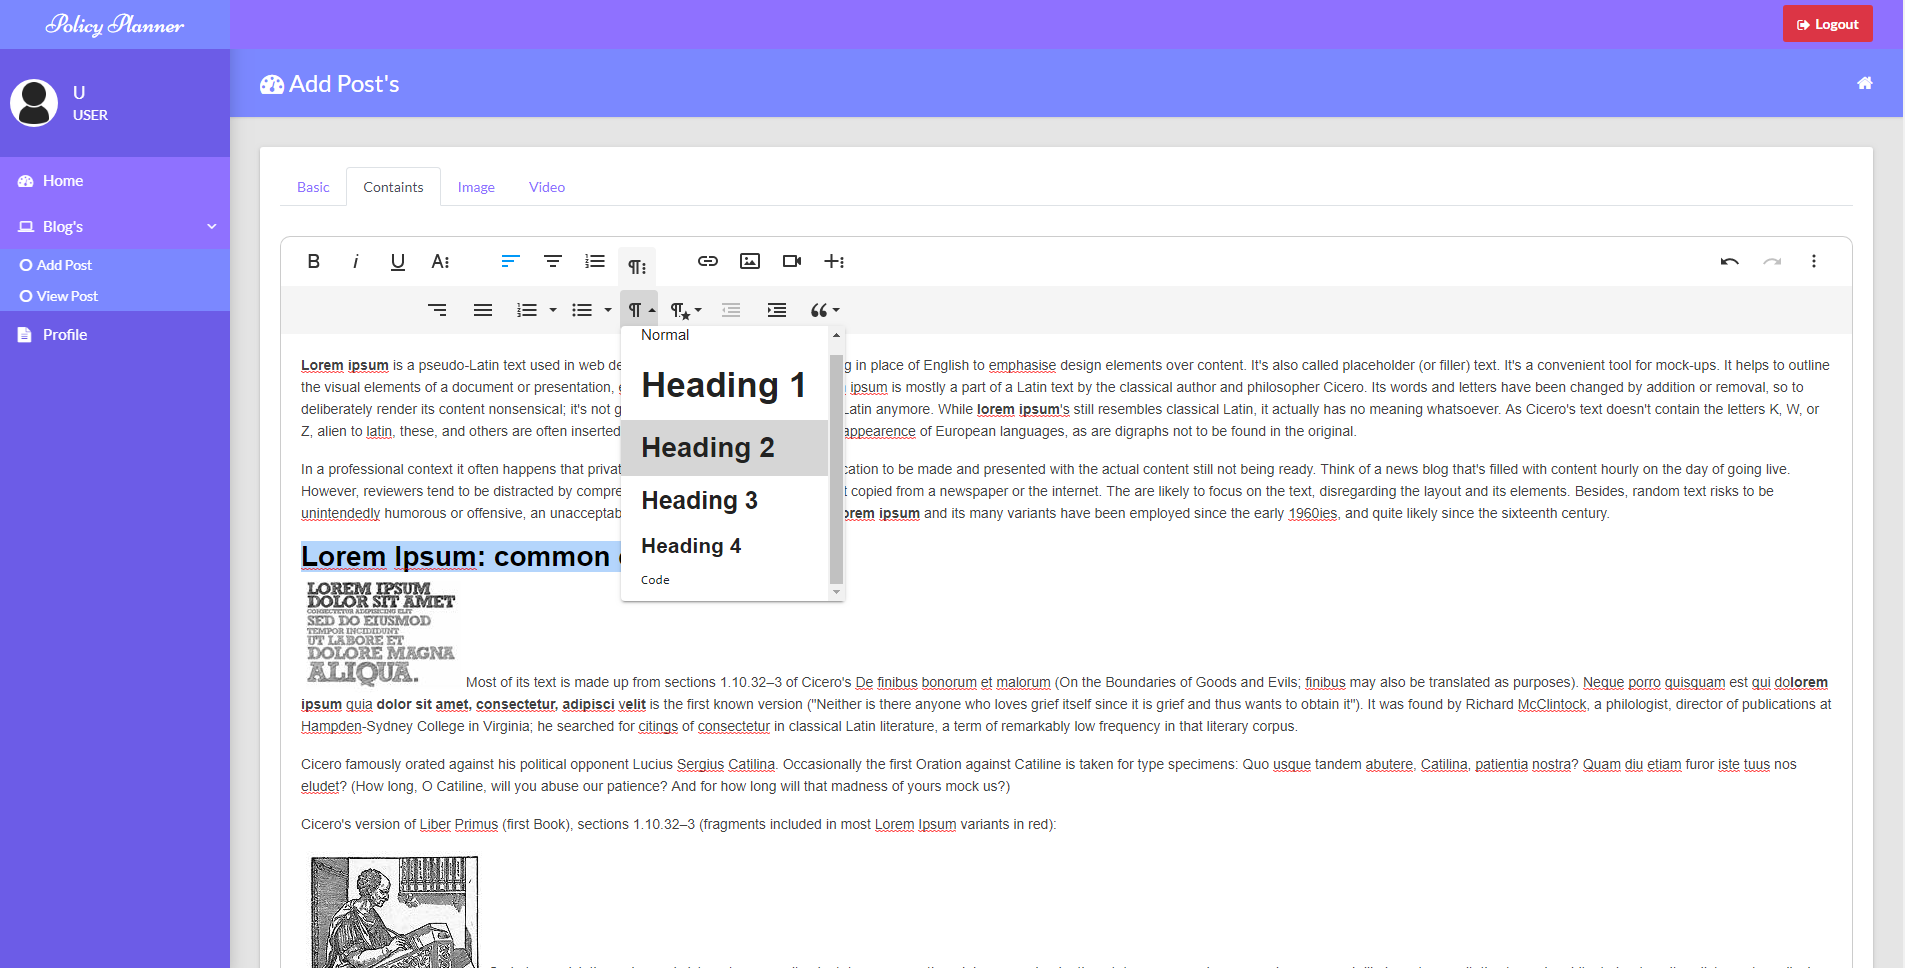 Policy Planner
Logout
U
USER
Add Post's
Home
Blog's
Add Post
View Post
Profile
Basic
Containts
Image
Video
Normal
Heading 1
Heading 2
Heading 3
Heading 4
Code
Lorem ipsum is a pseudo-Latin text used in web de g in place of English to emphasise design elements over content. It's also called placeholder (or filler) text. It's a convenient tool for mock-ups. It helps to outline
the visual elements of a document or presentation, ipsum is mostly a part of a Latin text by the classical author and philosopher Cicero. Its words and letters have been changed by addition or removal, so to
deliberately render its content nonsensical; it's not g Latin anymore. While lorem ipsum's still resembles classical Latin, it actually has no meaning whatsoever. As Cicero's text doesn't contain the letters K, W, or
Z, alien to latin, these, and others are often inserted appearence of European languages, as are digraphs not to be found in the original.
In a professional context it often happens that privat cation to be made and presented with the actual content still not being ready. Think of a news blog that's filled with content hourly on the day of going live.
However, reviewers tend to be distracted by compre t copied from a newspaper or the internet. The are likely to focus on the text, disregarding the layout and its elements. Besides, random text risks to be
unintendedly humorous or offensive, an unacceptab orem ipsum and its many variants have been employed since the early 1960ies, and quite likely since the sixteenth century.
Lorem Ipsum: common
LOREM IPSUM
DOLOR SIT AMET
CONSECTETUR ADIPISICING ELIT
SED DO EIUSMOD
TEMPOR INCIDIDUNT
UT LABORE ET
DOLORE MAGNA
ALIQUA.
Most of its text is made up from sections 1.10.32–3 of Cicero's De finibus bonorum et malorum (On the Boundaries of Goods and Evils; finibus may also be translated as purposes). Neque porro quisquam est qui dolorem
ipsum quia dolor sit amet, consectetur, adipisci velit is the first known version ("Neither is there anyone who loves grief itself since it is grief and thus wants to obtain it"). It was found by Richard McClintock, a philologist, director of publications at
Hampden-Sydney College in Virginia; he searched for citings of consectetur in classical Latin literature, a term of remarkably low frequency in that literary corpus.
Cicero famously orated against his political opponent Lucius Sergius Catilina. Occasionally the first Oration against Catiline is taken for type specimens: Quo usque tandem abutere, Catilina, patientia nostra? Quam diu etiam furor iste tuus nos
eludet? (How long, O Catiline, will you abuse our patience? And for how long will that madness of yours mock us?)
Cicero's version of Liber Primus (first Book), sections 1.10.32–3 (fragments included in most Lorem Ipsum variants in red):